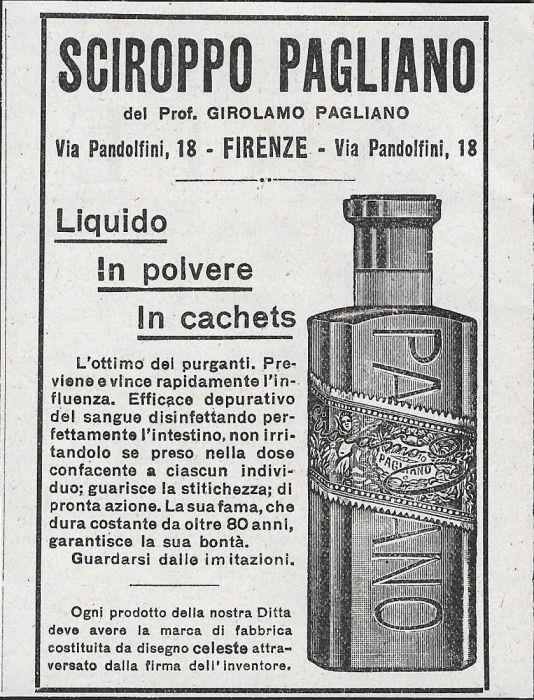 SCIROPPO PAGLIANO
del Prof. GIROLAMO PAGLIANO
Via Pandolfini, 18 - FIRENZE - Via Pandolfini, 18
Liquido
In polvere
In cachets
L'ottimo dei purganti. Pre-
viene e vince rapidamente l'in-
fluenza. Efficace depurativo
del sangue disinfettando per-
fettamente l'intestino, non irri-
tandolo se preso nella dose
confacente a ciascun indivi-
duo; guarisce la stitichezza; di
pronta azione. La sua fama, che
dura costante da oltre 80 anni,
garantisce la sua bontà.
Guardarsi dalle imitazioni.
Ogni prodotto della nostra Ditta
deve avere la marca di fabbrica
costituita da disegno celeste attra-
versato dalla firma dell'inventore.
PAGLIANO
PA
ANO